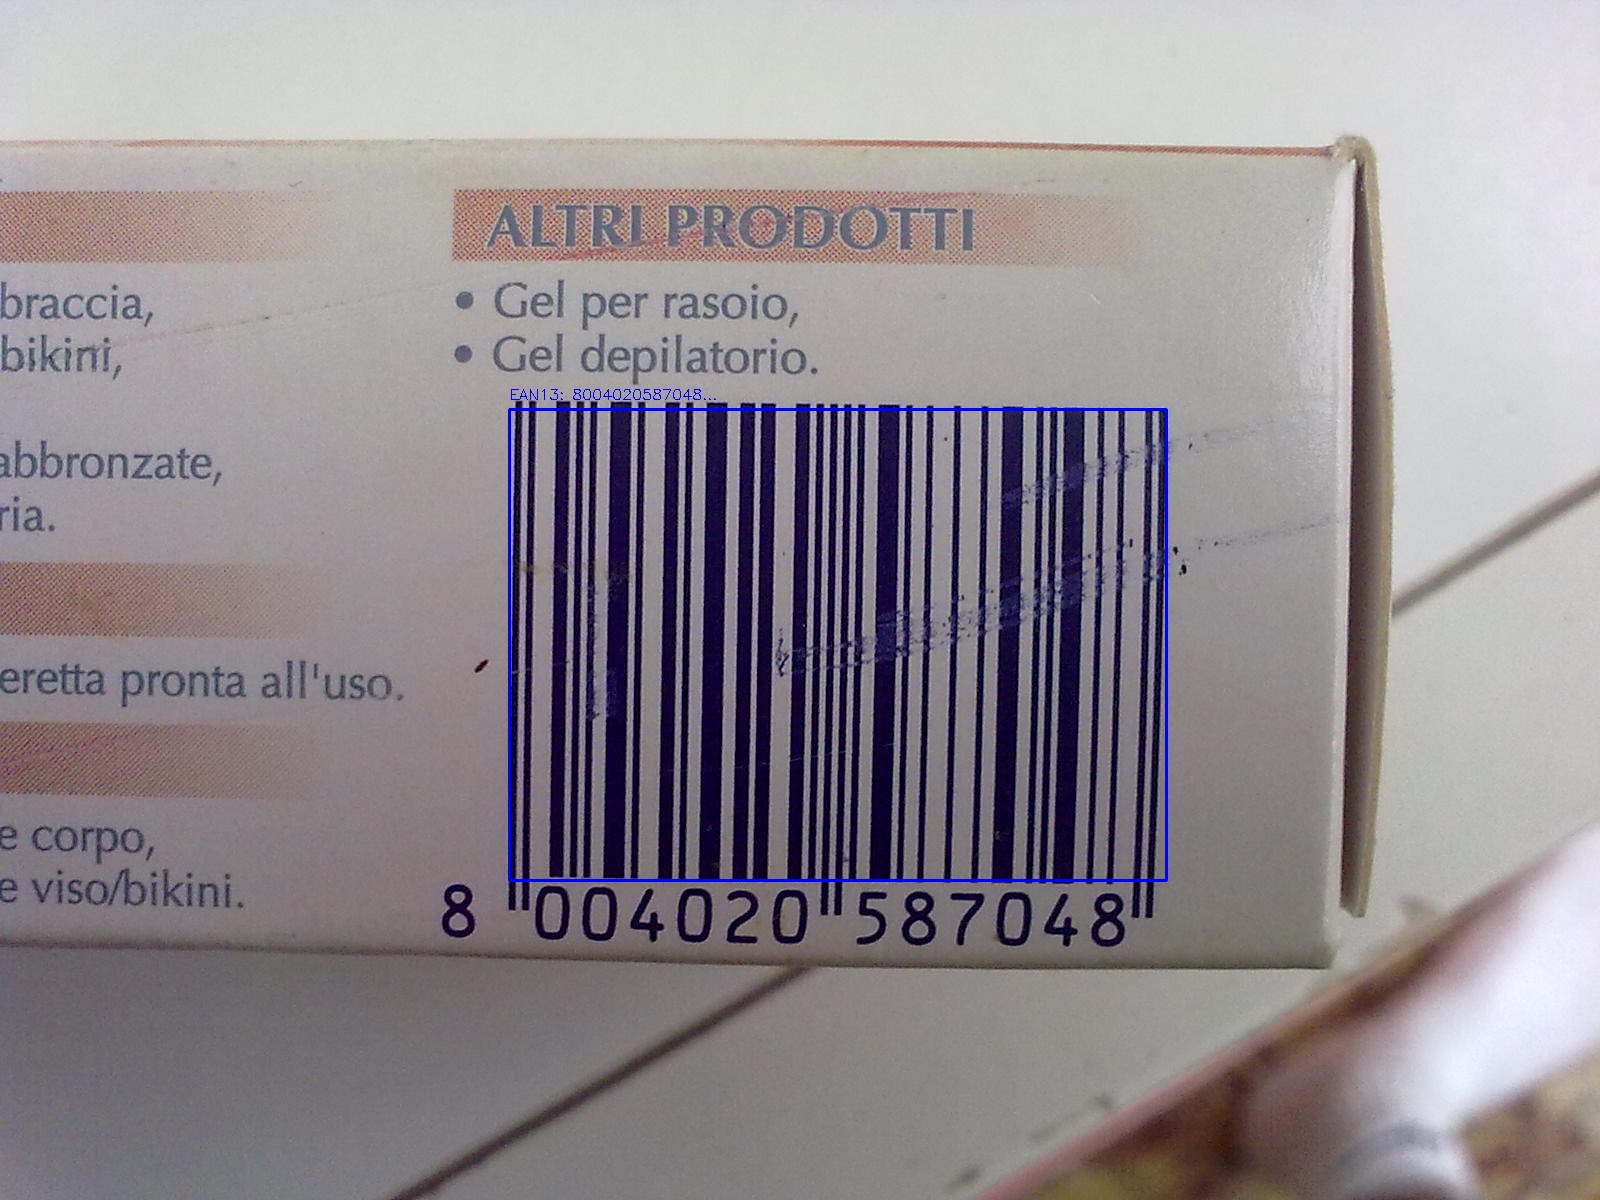 braccia,
bikini,
abbronzate,
ria.
eretta pronta all'uso.
e corpo,
e viso/bikini.
ALTRI PRODOTTI
• Gel per rasoio,
• Gel depilatorio.
EAN13: 8004020587048...
8 004020 587048